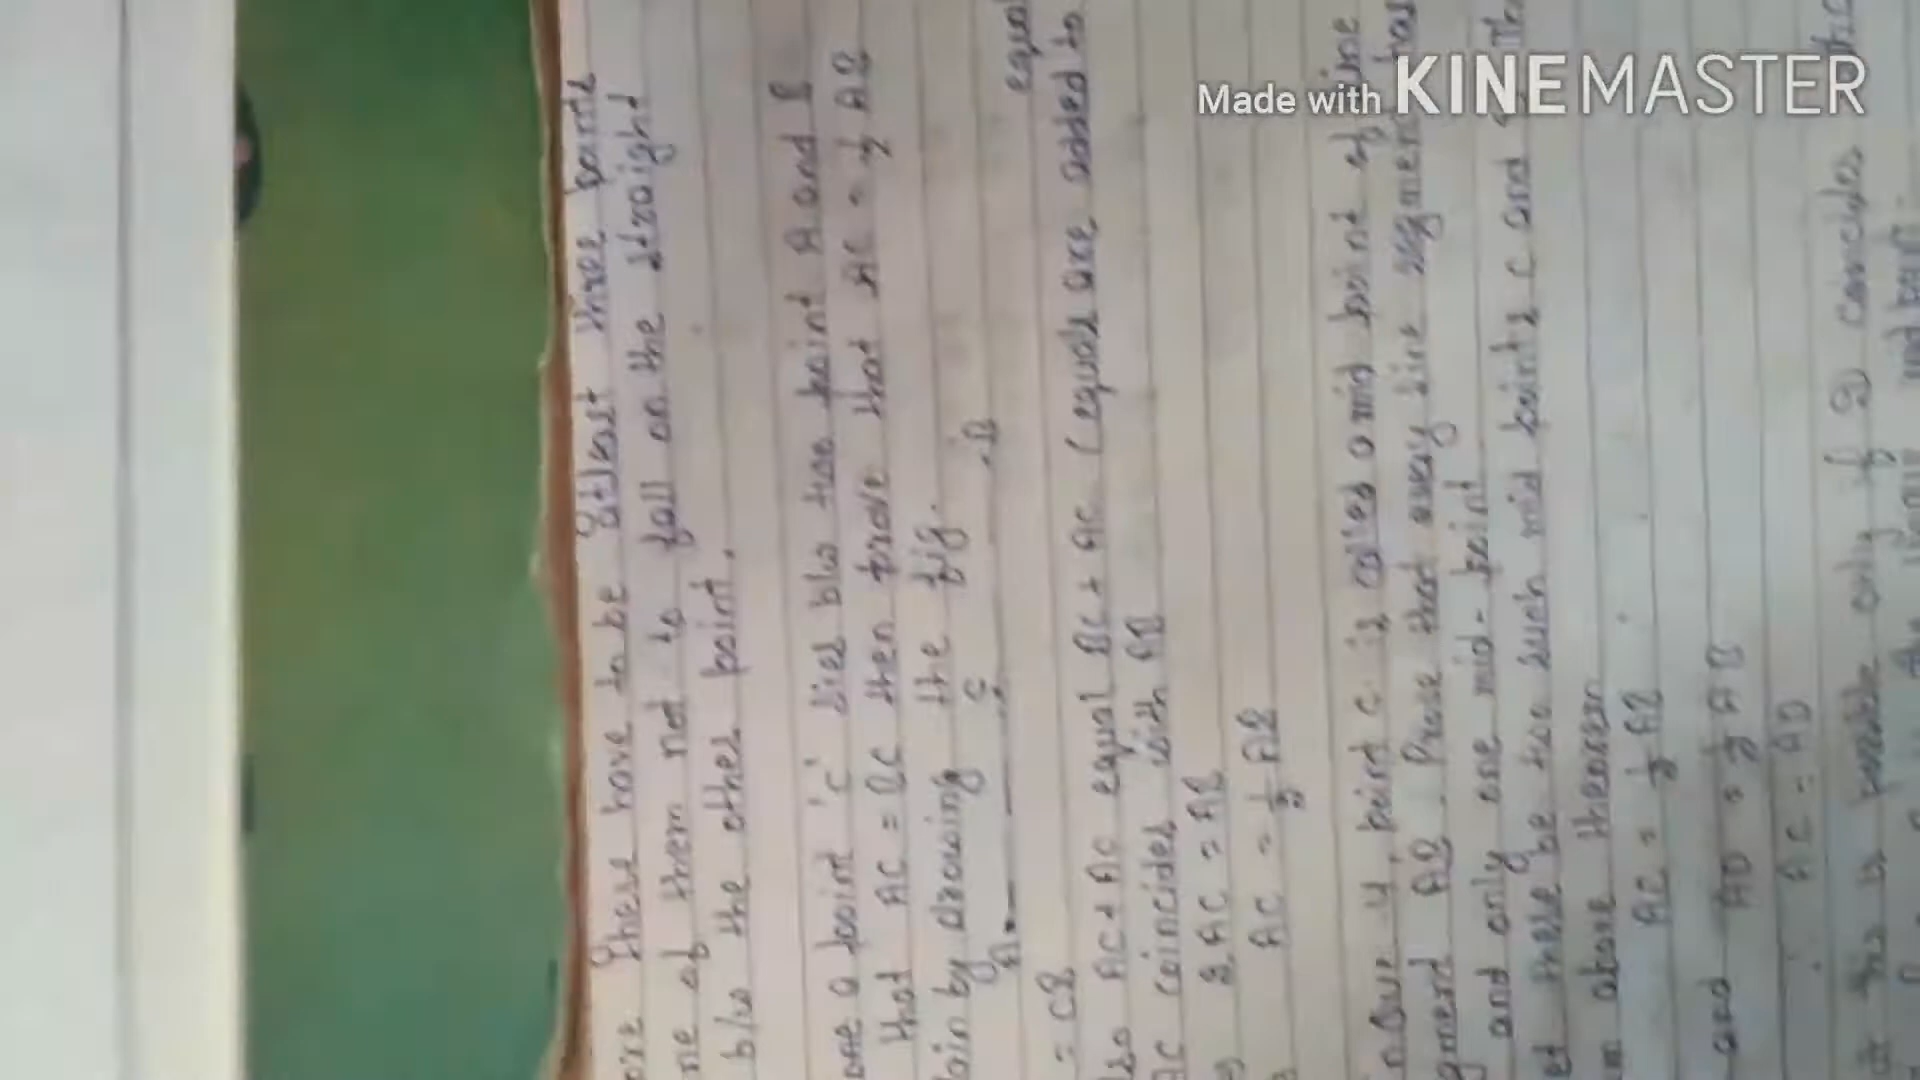 Made with KINEMASTER
there have to be atleast three points
of them not to fall on the straight
b/w the other point.
a point 'c' lies b/w two point A and B
that AC = BC then prove that AC = 1/2 AB
by drawing the fig.
A C B
= CB equal
AC + AC equal BC + AC (equals are added to
AC coincides with AB
2 AC = AB
AC = 1/2 AB
4, point C is called a mid point of line
AB. Prove that every line segment has
and only one mid-point
there be two such mid points C and
above theorem
AC = 1/2 AB
and AD = 1/2 AB
∴ AC = AD
this is possible only if D coincides